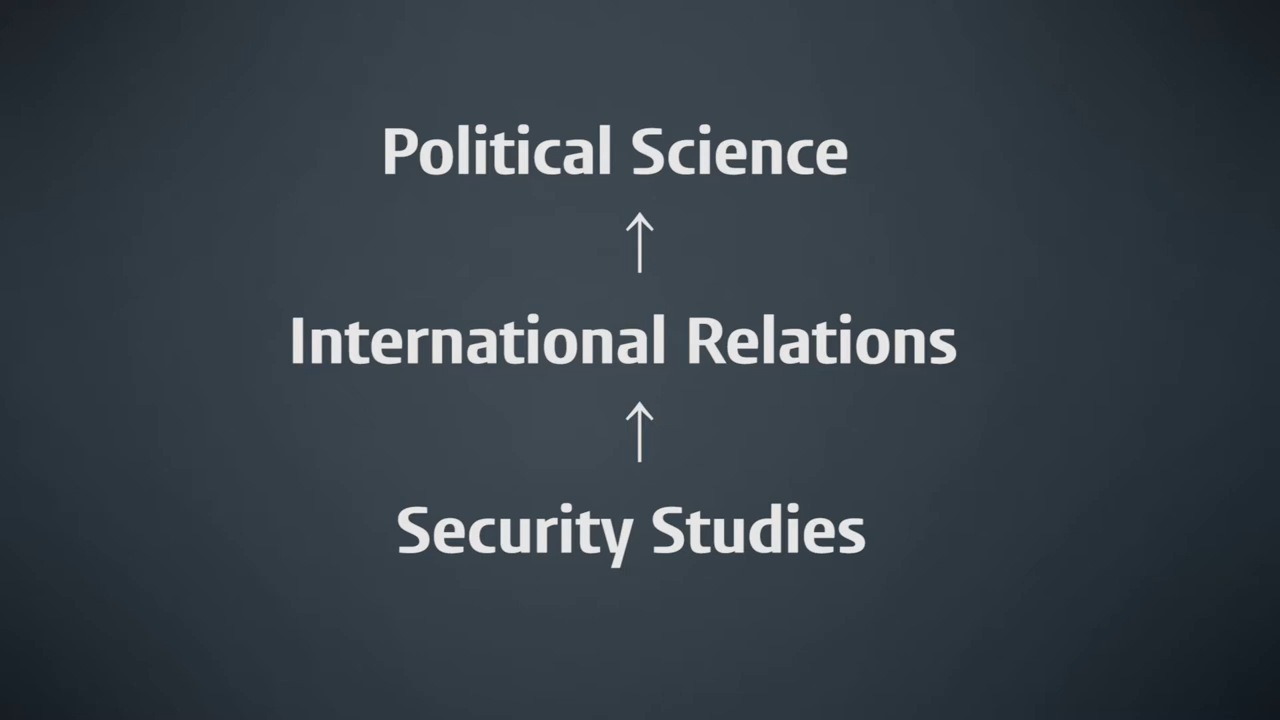 Political Science
↑
International Relations
↑
Security Studies